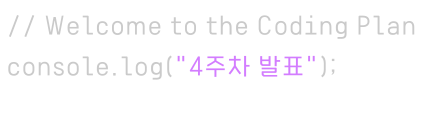 // Welcome to the Coding Plan
console.log("4주차 발표");